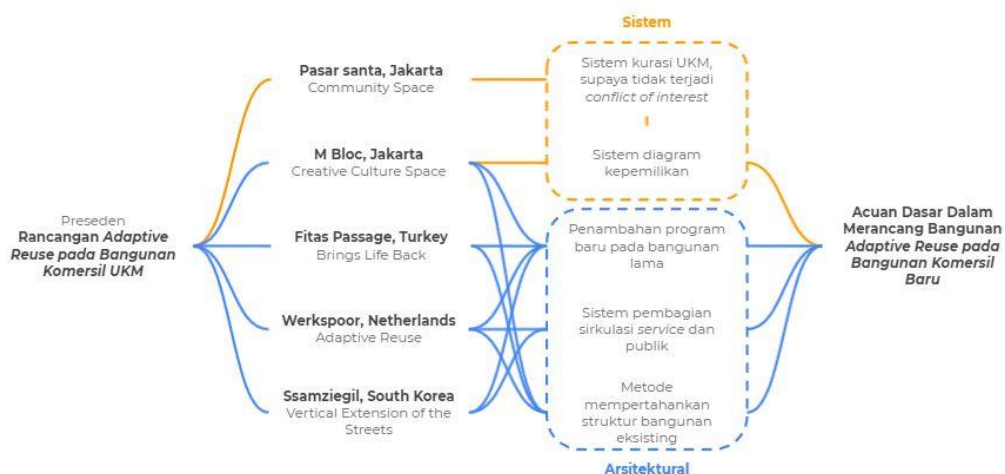 Preseden
Rancangan Adaptive
Reuse pada Bangunan
Komersil UKM
Pasar santa, Jakarta
Community Space
M Bloc, Jakarta
Creative Culture Space
Fitas Passage, Turkey
Brings Life Back
Werkspoor, Netherlands
Adaptive Reuse
Ssamziegil, South Korea
Vertical Extension of the
Streets
Sistem
Sistem kurasi UKM,
supaya tidak terjadi
conflict of interest
Sistem diagram
kepemilikan
Penambahan program
baru pada bangunan
lama
Sistem pembagian
sirkulasi service dan
publik
Metode
mempertahankan
struktur bangunan
eksisting
Arsitektural
Acuan Dasar Dalam
Merancang Bangunan
Adaptive Reuse pada
Bangunan Komersil
Baru